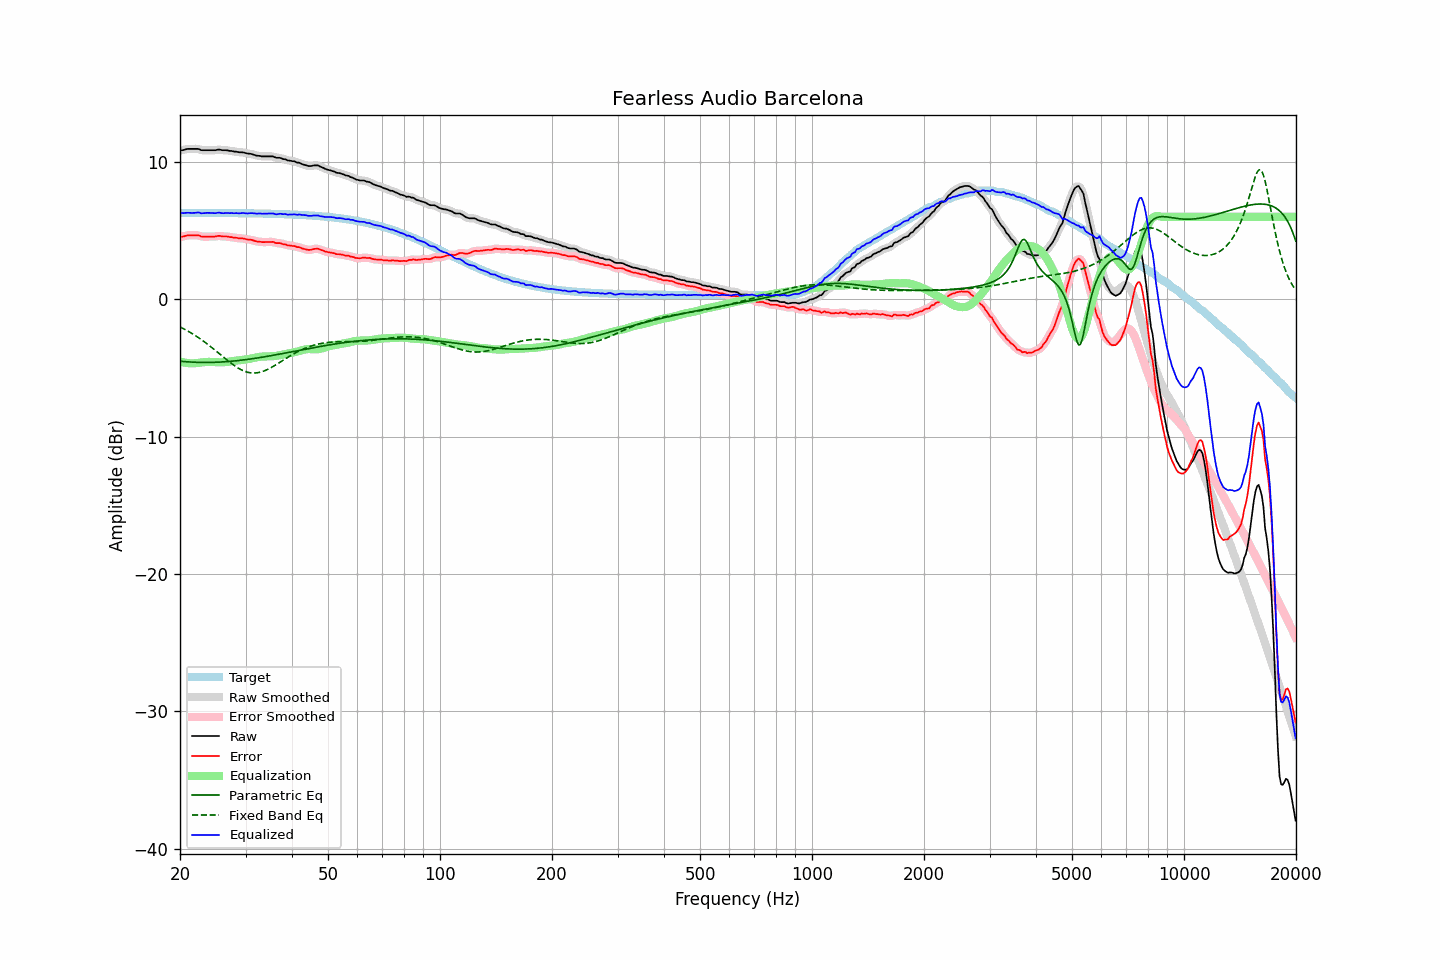 Fearless Audio Barcelona
Amplitude (dBr)
10
0
−10
−20
−30
−40
Target
Raw Smoothed
Error Smoothed
Raw
Error
Equalization
Parametric Eq
Fixed Band Eq
Equalized
20 50 100 200 500 1000 2000 5000 10000 20000
Frequency (Hz)